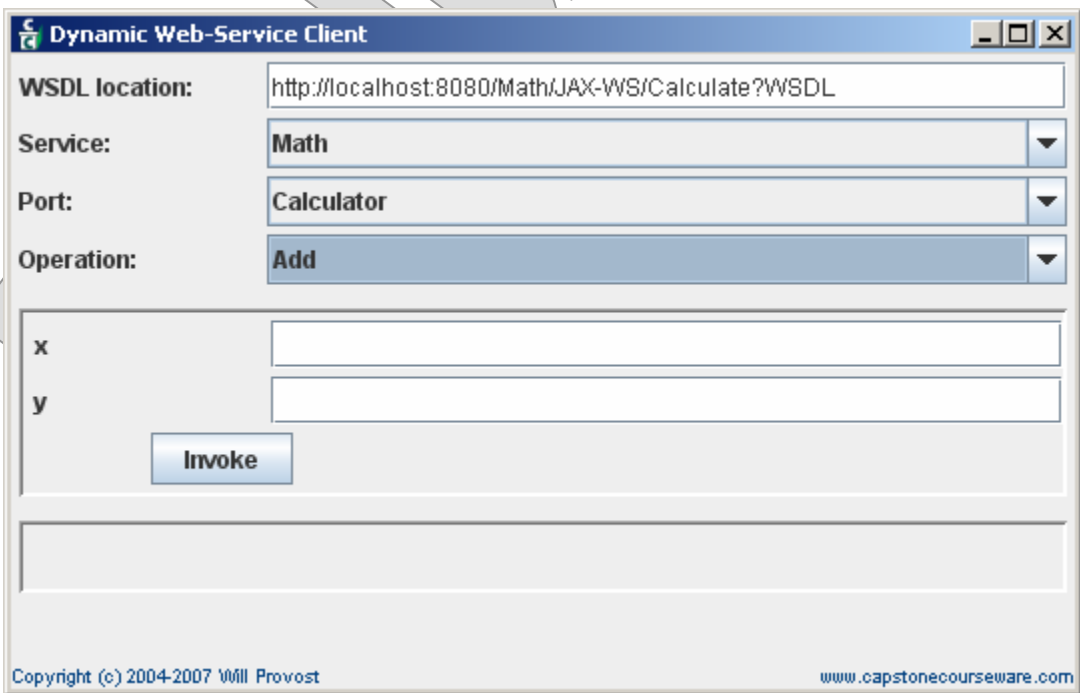 Dynamic Web-Service Client
WSDL location: http://localhost:8080/Math/JAX-WS/Calculate?WSDL
Service: Math
Port: Calculator
Operation: Add
x
y
Invoke
Copyright (c) 2004-2007 Will Provost www.capstonecourseware.com